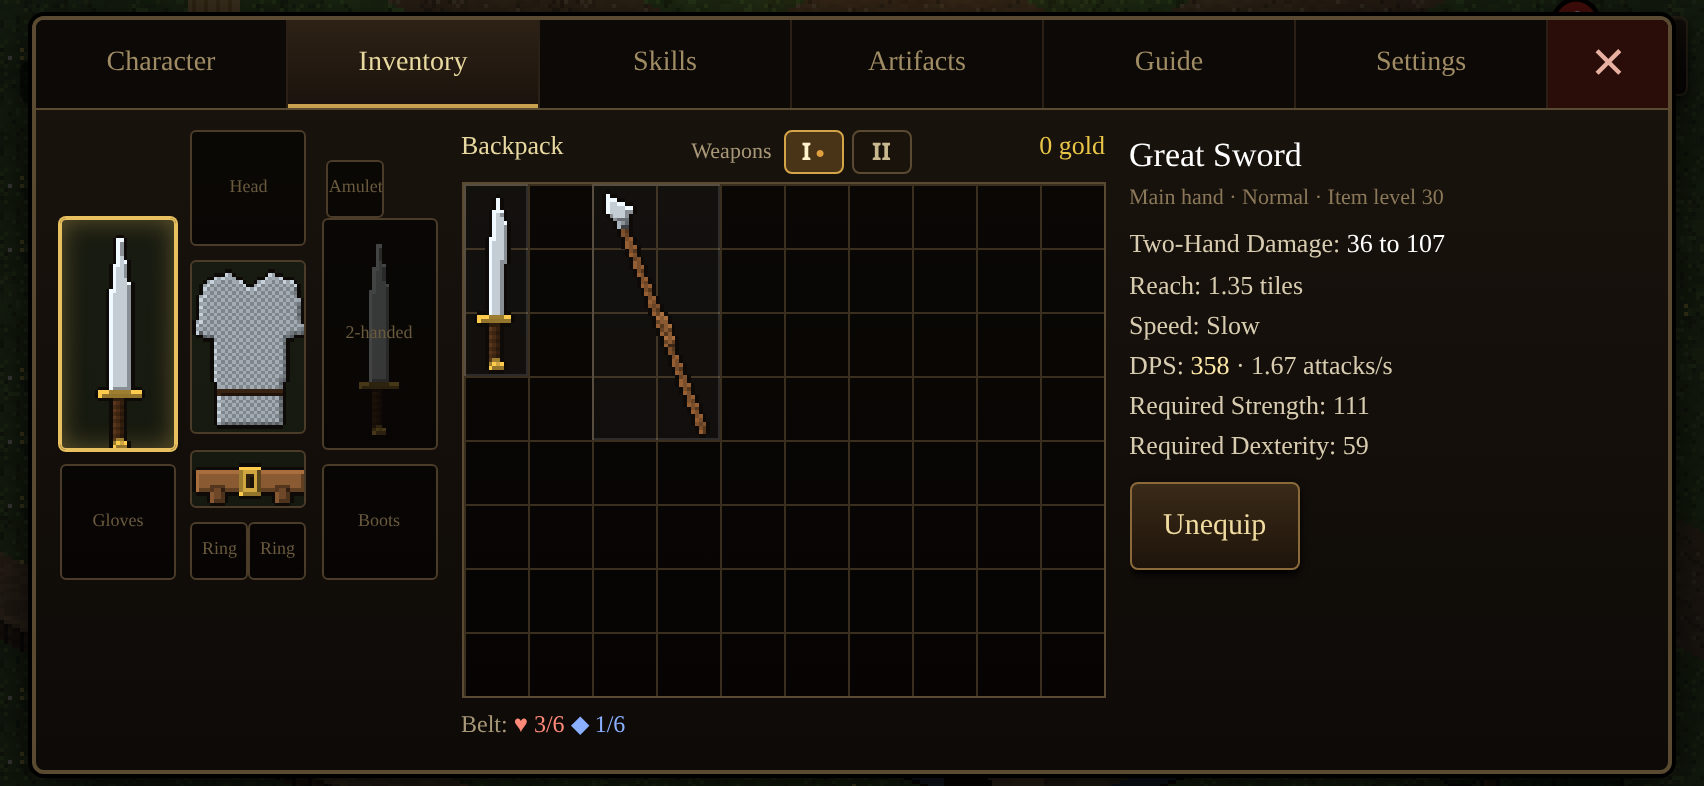 Character
Inventory
Skills
Artifacts
Guide
Settings
✕
Head
Amulet
2-handed
Gloves
Ring
Ring
Boots
Backpack
Weapons
I •
II
0 gold
Belt: ♥ 3/6 ◆ 1/6
Great Sword
Main hand · Normal · Item level 30
Two-Hand Damage: 36 to 107
Reach: 1.35 tiles
Speed: Slow
DPS: 358 · 1.67 attacks/s
Required Strength: 111
Required Dexterity: 59
Unequip